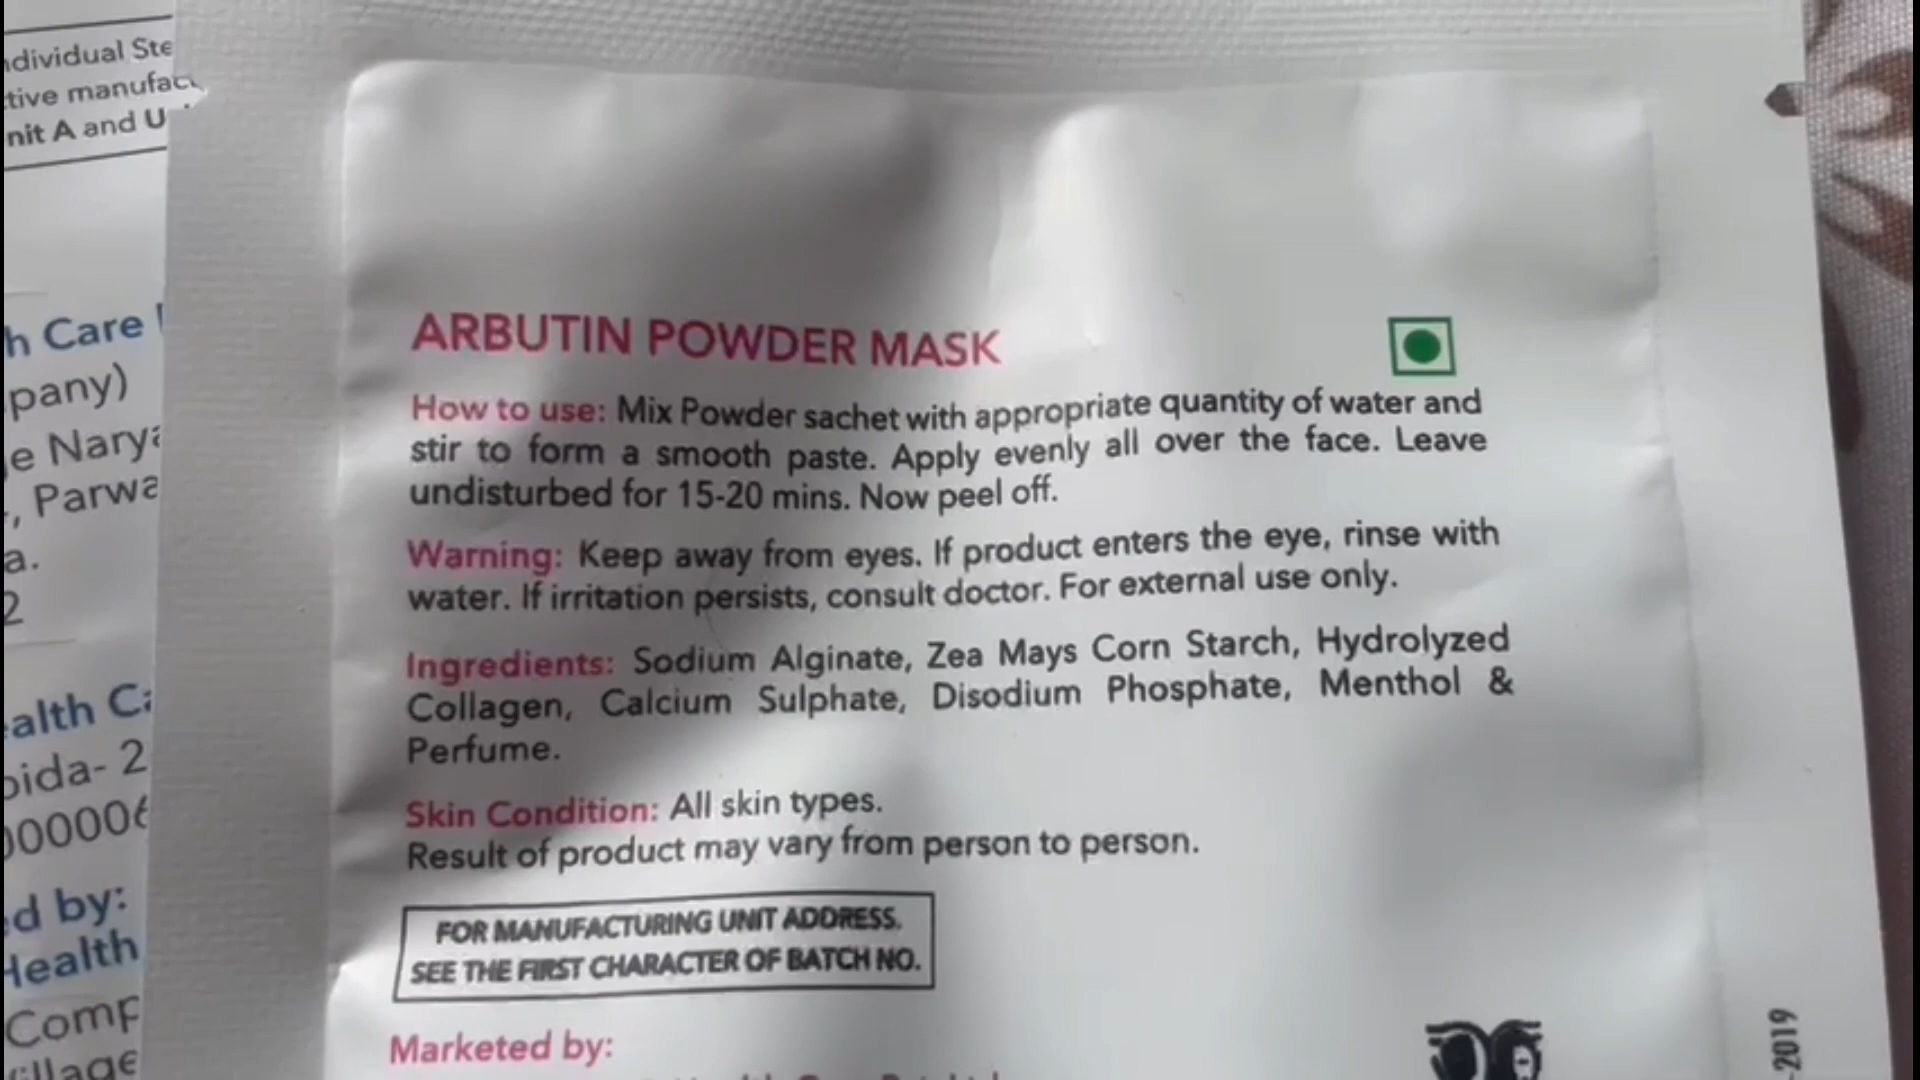 ndividual Ste
tive manufac
nit A and U
h Care
pany)
e Narya
, Parwa
a.
2
ealth Ca
oida- 2
000006
ed by:
Health
Comp
illage
ARBUTIN POWDER MASK
How to use: Mix Powder sachet with appropriate quantity of water and
stir to form a smooth paste. Apply evenly all over the face. Leave
undisturbed for 15-20 mins. Now peel off.
Warning: Keep away from eyes. If product enters the eye, rinse with
water. If irritation persists, consult doctor. For external use only.
Ingredients: Sodium Alginate, Zea Mays Corn Starch, Hydrolyzed
Collagen, Calcium Sulphate, Disodium Phosphate, Menthol &
Perfume.
Skin Condition: All skin types.
Result of product may vary from person to person.
FOR MANUFACTURING UNIT ADDRESS.
SEE THE FIRST CHARACTER OF BATCH NO.
Marketed by:
-2019